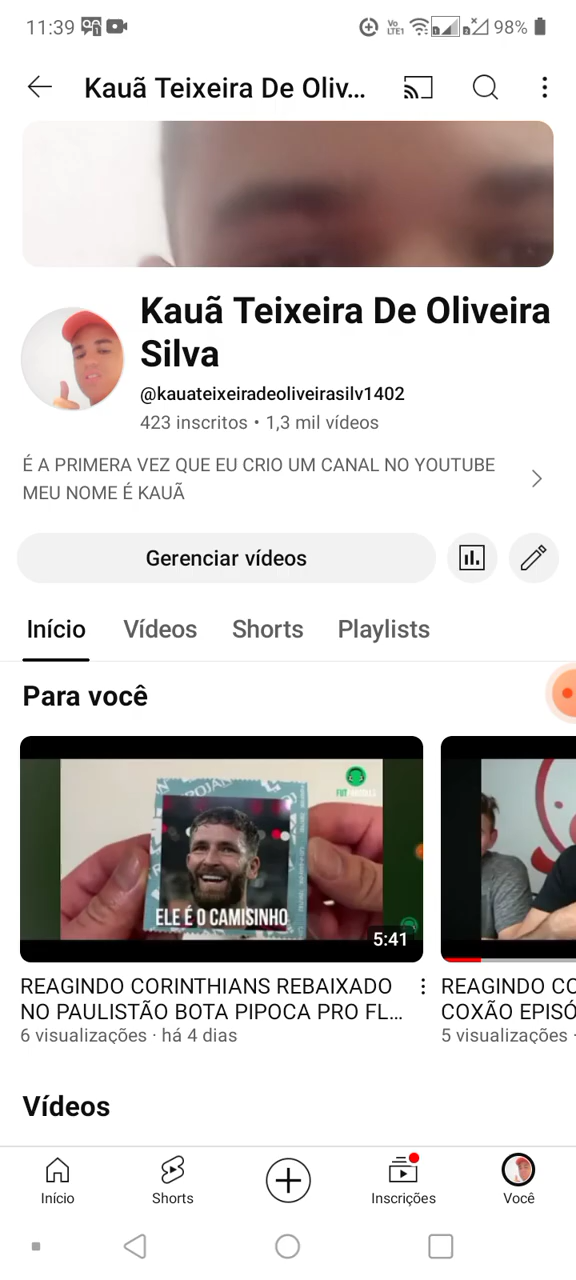 11:39
Vo
LTE1
98%
Kauã Teixeira De Oliv...
Kauã Teixeira De Oliveira
Silva
@kauateixeiradeoliveirasilv1402
423 inscritos • 1,3 mil vídeos
É A PRIMERA VEZ QUE EU CRIO UM CANAL NO YOUTUBE
MEU NOME É KAUÃ
Gerenciar vídeos
Início Vídeos Shorts Playlists
Para você
ELE É O CAMISINHO
5:41
REAGINDO CORINTHIANS REBAIXADO
NO PAULISTÃO BOTA PIPOCA PRO FL...
6 visualizações · há 4 dias
REAGINDO CO
COXÃO EPISÓ
5 visualizações ·
Vídeos
Início Shorts Inscrições Você